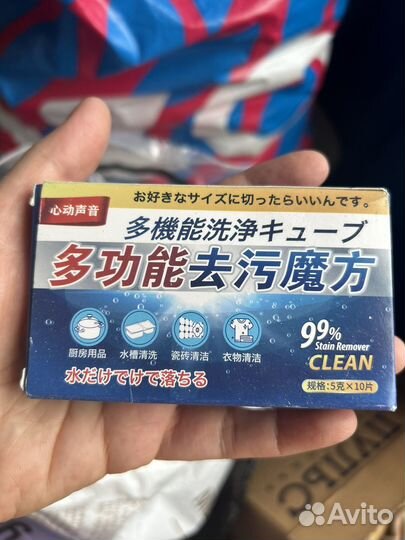 心动声音
お好きなサイズに切ったらいいんです。
多機能洗浄キューブ
多功能去污魔方
厨房用品
水槽清洗
瓷砖清洁
衣物清洁
99%
Stain Remover
CLEAN
水だけでけで落ちる
规格:5克×10片
Avito